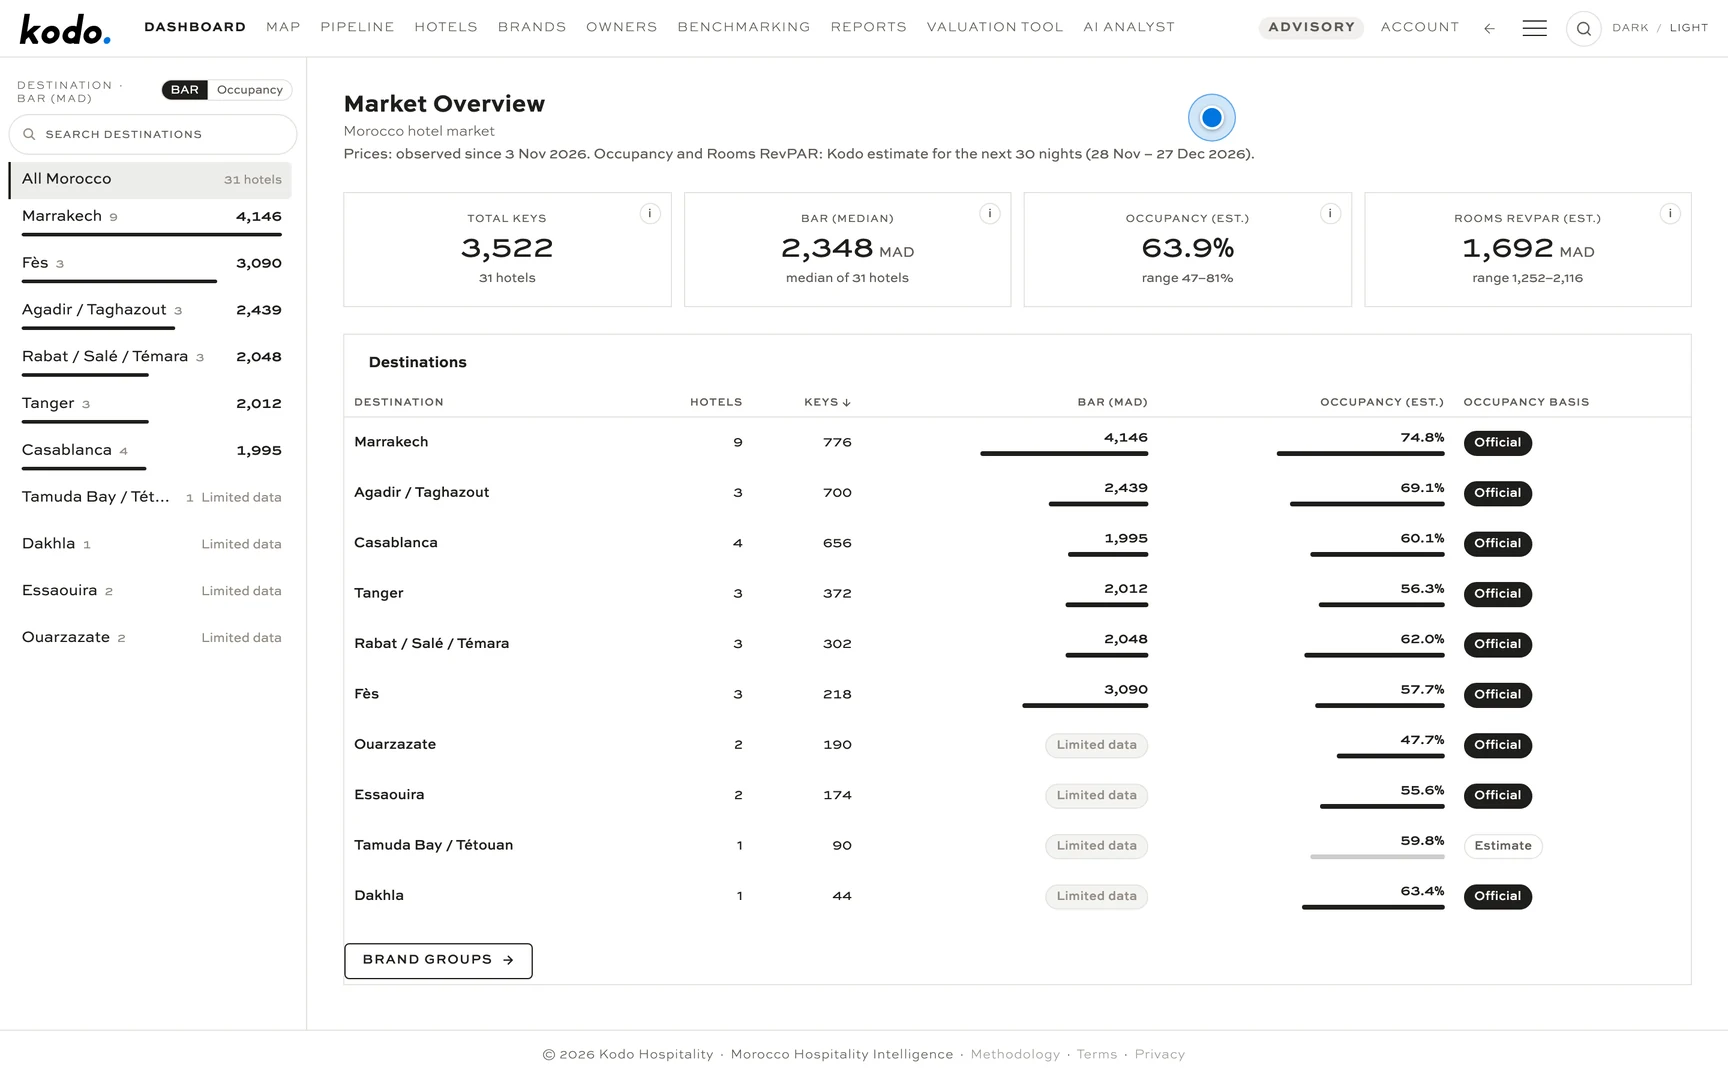 kodo.
DASHBOARD MAP PIPELINE HOTELS BRANDS OWNERS BENCHMARKING REPORTS VALUATION TOOL AI ANALYST ADVISORY ACCOUNT ← DARK / LIGHT
DESTINATION ·
BAR (MAD)
BAR Occupancy
SEARCH DESTINATIONS
All Morocco 31 hotels
Marrakech 9 4,146
Fès 3 3,090
Agadir / Taghazout 3 2,439
Rabat / Salé / Témara 3 2,048
Tanger 3 2,012
Casablanca 4 1,995
Tamuda Bay / Tét... 1 Limited data
Dakhla 1 Limited data
Essaouira 2 Limited data
Ouarzazate 2 Limited data
Market Overview
Morocco hotel market
Prices: observed since 3 Nov 2026. Occupancy and Rooms RevPAR: Kodo estimate for the next 30 nights (28 Nov – 27 Dec 2026).
TOTAL KEYS i
3,522
31 hotels
BAR (MEDIAN) i
2,348 MAD
median of 31 hotels
OCCUPANCY (EST.) i
63.9%
range 47–81%
ROOMS REVPAR (EST.) i
1,692 MAD
range 1,252–2,116
Destinations
DESTINATION HOTELS KEYS ↓ BAR (MAD) OCCUPANCY (EST.) OCCUPANCY BASIS
Marrakech 9 776 4,146 74.8% Official
Agadir / Taghazout 3 700 2,439 69.1% Official
Casablanca 4 656 1,995 60.1% Official
Tanger 3 372 2,012 56.3% Official
Rabat / Salé / Témara 3 302 2,048 62.0% Official
Fès 3 218 3,090 57.7% Official
Ouarzazate 2 190 Limited data 47.7% Official
Essaouira 2 174 Limited data 55.6% Official
Tamuda Bay / Tétouan 1 90 Limited data 59.8% Estimate
Dakhla 1 44 Limited data 63.4% Official
BRAND GROUPS →
© 2026 Kodo Hospitality · Morocco Hospitality Intelligence · Methodology · Terms · Privacy